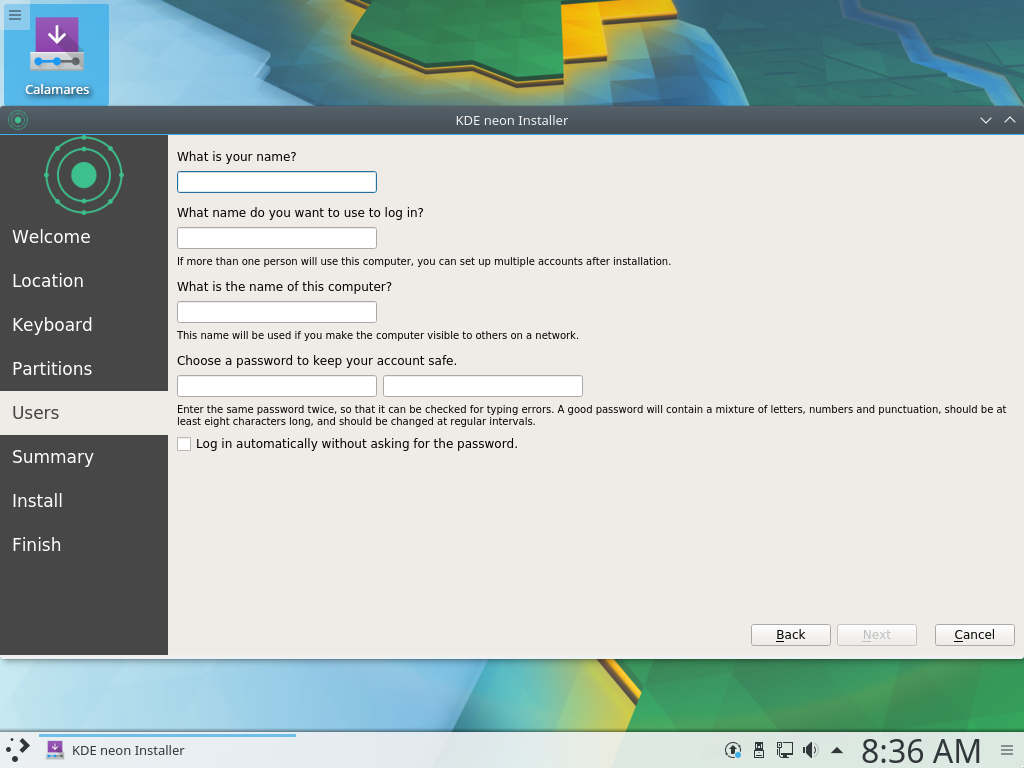 Calamares
KDE neon Installer
Welcome
Location
Keyboard
Partitions
Users
Summary
Install
Finish
What is your name?
What name do you want to use to log in?
If more than one person will use this computer, you can set up multiple accounts after installation.
What is the name of this computer?
This name will be used if you make the computer visible to others on a network.
Choose a password to keep your account safe.
Enter the same password twice, so that it can be checked for typing errors. A good password will contain a mixture of letters, numbers and punctuation, should be at
least eight characters long, and should be changed at regular intervals.
Log in automatically without asking for the password.
Back Next Cancel
KDE neon Installer 8:36 AM